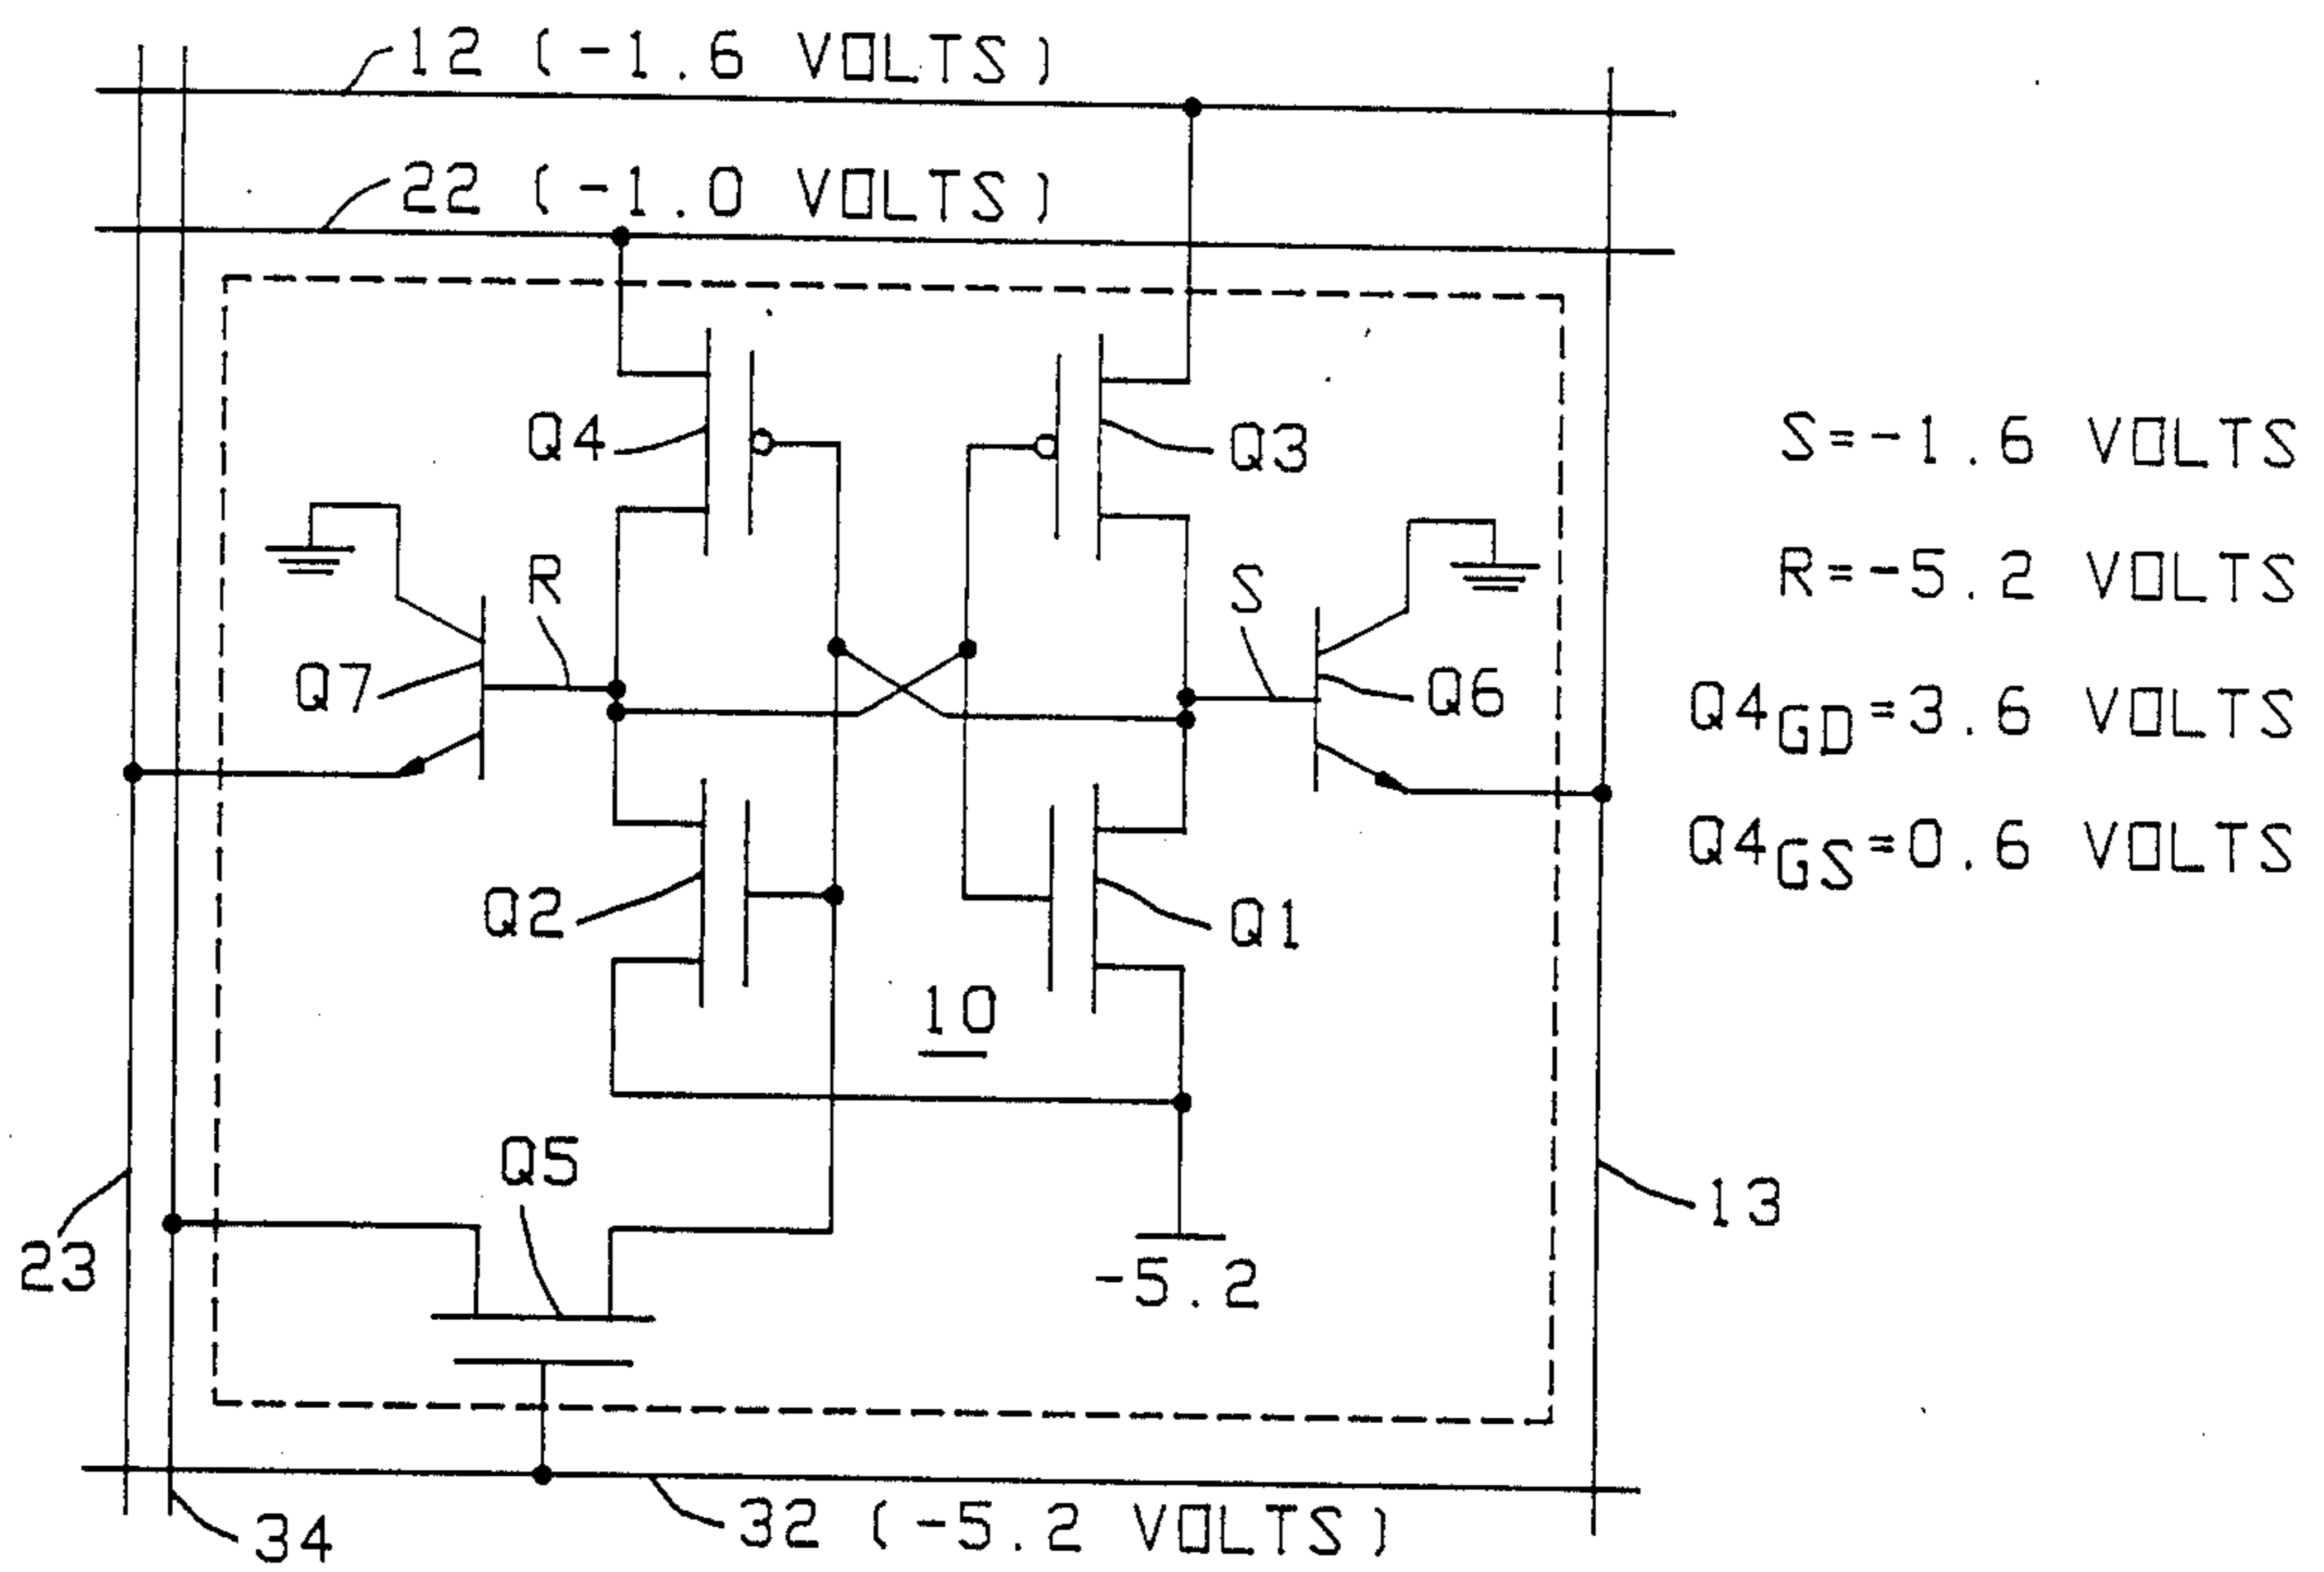 12 (-1.6 VOLTS)
22 (-1.0 VOLTS)
Q4
Q3
S=-1.6 VOLTS
R
S
R=-5.2 VOLTS
Q7
Q6
Q4GD=3.6 VOLTS
Q4GS=0.6 VOLTS
Q2
Q1
10
Q5
23
13
-5.2
34
32 (-5.2 VOLTS)